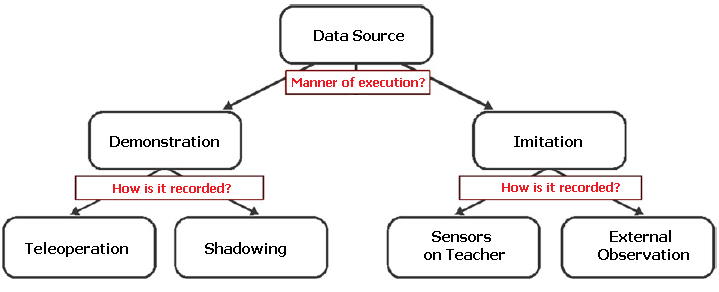 Data Source
Manner of execution?
Demonstration
Imitation
How is it recorded?
How is it recorded?
Teleoperation
Shadowing
Sensors
on Teacher
External
Observation